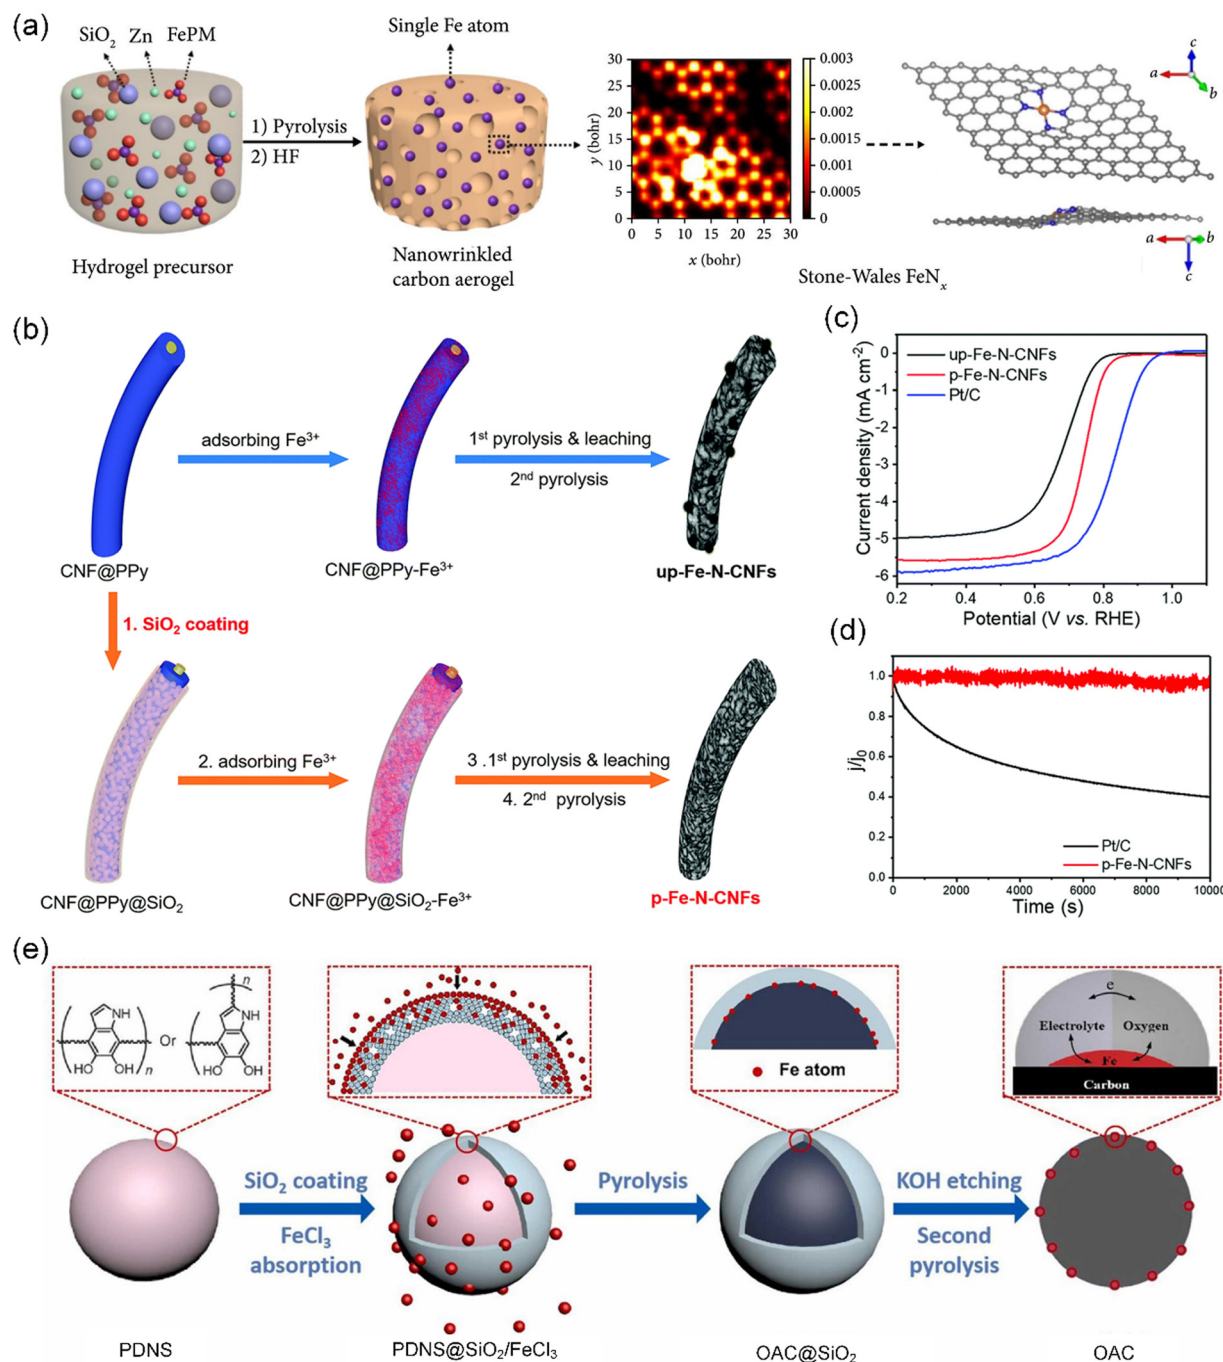 (a)
SiO₂ Zn FePM
Hydrogel precursor
1) Pyrolysis
2) HF
Single Fe atom
Nanowrinkled
carbon aerogel
30
25
20
15
10
5
0
y (bohr)
0 5 10 15 20 25 30
x (bohr)
0.003
0.0025
0.002
0.0015
0.001
0.0005
0
Stone-Wales FeNₓ
c
a
b
a
b
c
(b)
CNF@PPy
adsorbing Fe³⁺
CNF@PPy-Fe³⁺
1ˢᵗ pyrolysis & leaching
2ⁿᵈ pyrolysis
up-Fe-N-CNFs
1. SiO₂ coating
CNF@PPy@SiO₂
2. adsorbing Fe³⁺
CNF@PPy@SiO₂-Fe³⁺
3 .1ˢᵗ pyrolysis & leaching
4. 2ⁿᵈ pyrolysis
p-Fe-N-CNFs
(c)
up-Fe-N-CNFs
p-Fe-N-CNFs
Pt/C
Current density (mA cm⁻²)
0
-1
-2
-3
-4
-5
-6
0.2 0.4 0.6 0.8 1.0
Potential (V vs. RHE)
(d)
j/j₀
1.0
0.8
0.6
0.4
0.2
0.0
Pt/C
p-Fe-N-CNFs
0 2000 4000 6000 8000 10000
Time (s)
(e)
NH
HO OH
n
Or
n
NH
HO OH
n
Fe atom
e
Electrolyte Oxygen
Fe
Carbon
SiO₂ coating
FeCl₃
absorption
Pyrolysis
KOH etching
Second
pyrolysis
PDNS
PDNS@SiO₂/FeCl₃
OAC@SiO₂
OAC